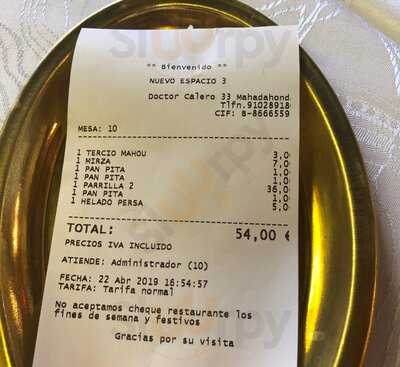 ** Bienvenido **
NUEVO ESPACIO 3
Doctor Calero 33 Mahadahond
Tlfn.91028918
CIF: B-8666559
MESA: 10
1 TERCIO MAHOU 3,0
1 MIRZA 7,0
1 PAN PITA 1,0
1 PAN PITA 1,0
1 PARRILLA 2 36,0
1 PAN PITA 1,0
1 HELADO PERSA 5,0
TOTAL: 54,00 €
PRECIOS IVA INCLUIDO
ATIENDE: Administrador (10)
FECHA: 22 Abr 2019 16:54:57
TARIFA: Tarifa normal
No aceptamos cheque restaurante los
fines de semana y festivos
Gracias por su visita